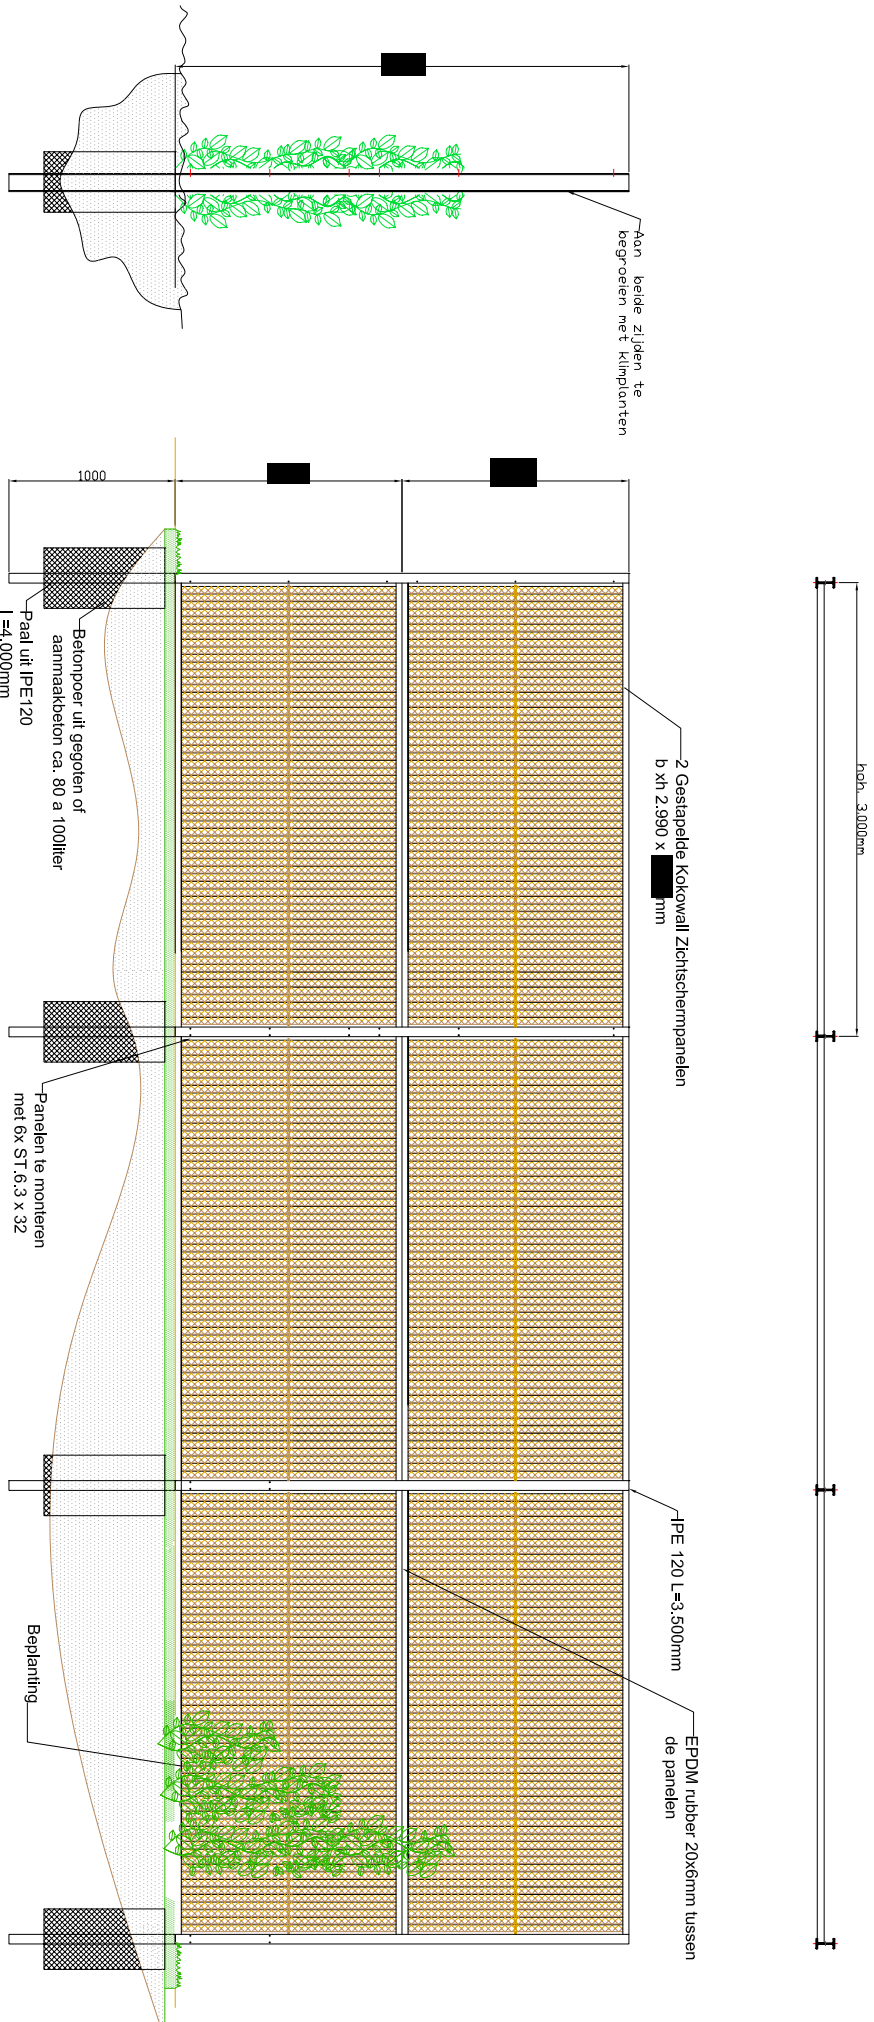 Aan beide zijden te
begroeien met klimplanten
1000
hoh. 3.000mm
2 Gestapelde Kokowall Zichtschermpanelen
b xh 2.990 x
mm
Betonpoer uit gegoten of
aanmaakbeton ca. 80 a 100liter
Paal uit IPE120
L=4.000mm
Panelen te monteren
met 6x ST.6.3 x 32
IPE 120 L=3.500mm
EPDM rubber 20x6mm tussen
de panelen
Beplanting